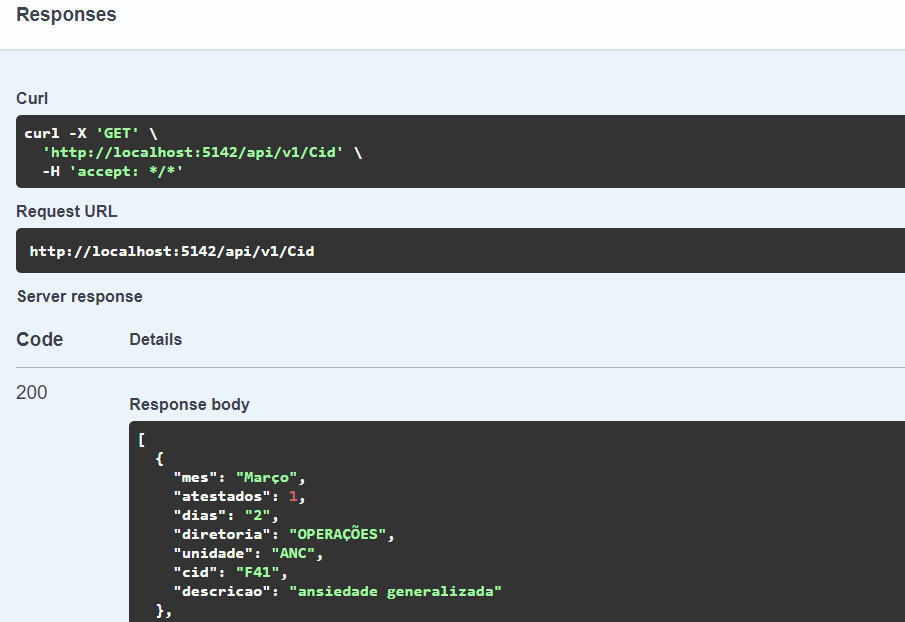 Responses
Curl
curl -X 'GET' \
'http://localhost:5142/api/v1/Cid' \
-H 'accept: */*'
Request URL
http://localhost:5142/api/v1/Cid
Server response
Code Details
200
Response body
[
{
"mes": "Março",
"atestados": 1,
"dias": "2",
"diretoria": "OPERAÇÕES",
"unidade": "ANC",
"cid": "F41",
"descricao": "ansiedade generalizada"
},